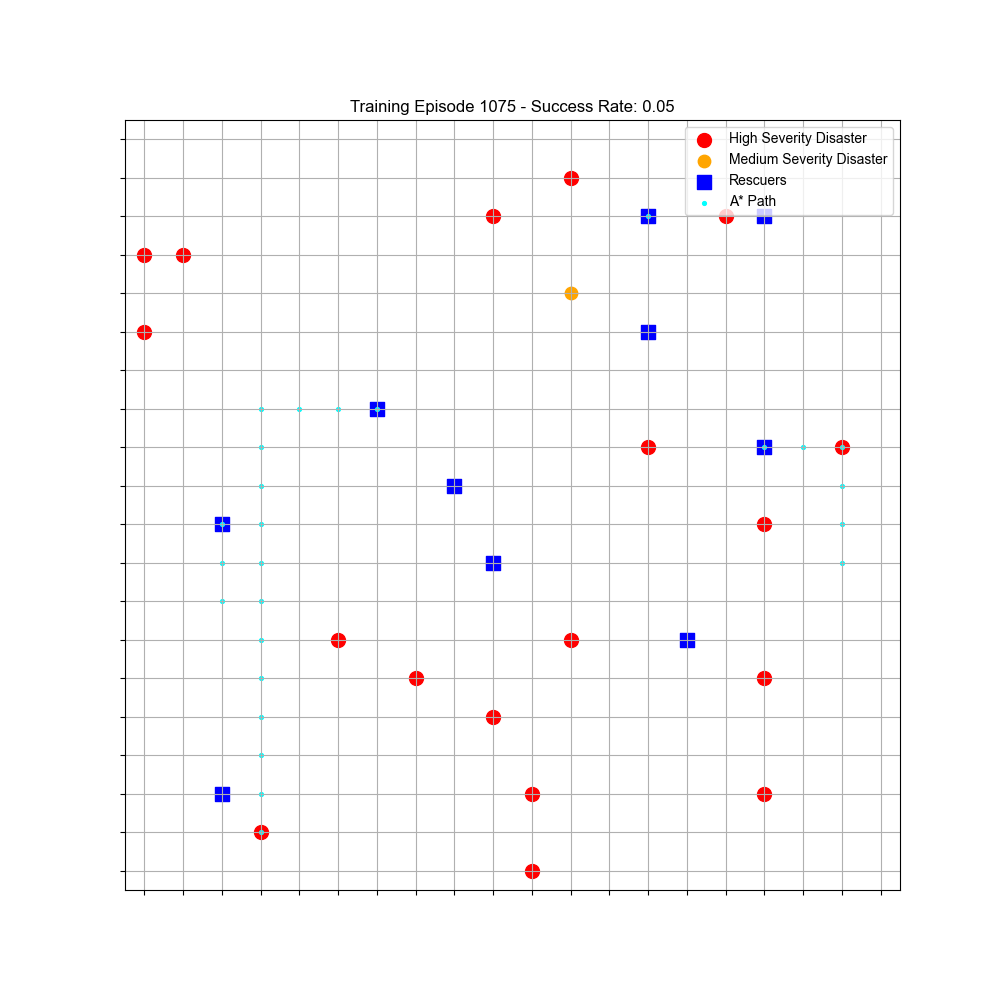 Training Episode 1075 - Success Rate: 0.05
High Severity Disaster
Medium Severity Disaster
Rescuers
A* Path